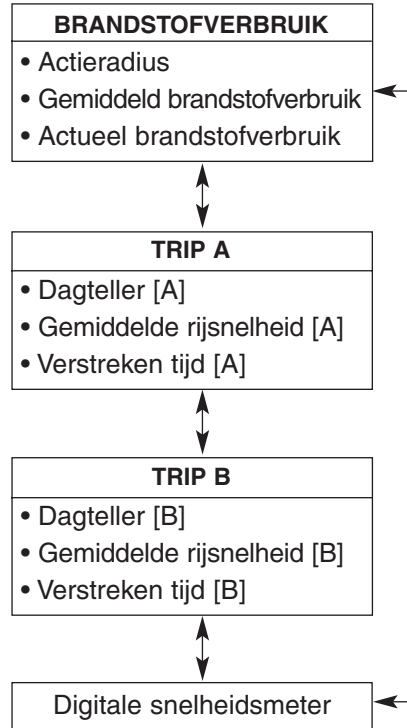 BRANDSTOFVERBRUIK
• Actieradius
• Gemiddeld brandstofverbruik
• Actueel brandstofverbruik
TRIP A
• Dagteller [A]
• Gemiddelde rijsnelheid [A]
• Verstreken tijd [A]
TRIP B
• Dagteller [B]
• Gemiddelde rijsnelheid [B]
• Verstreken tijd [B]
Digitale snelheidsmeter